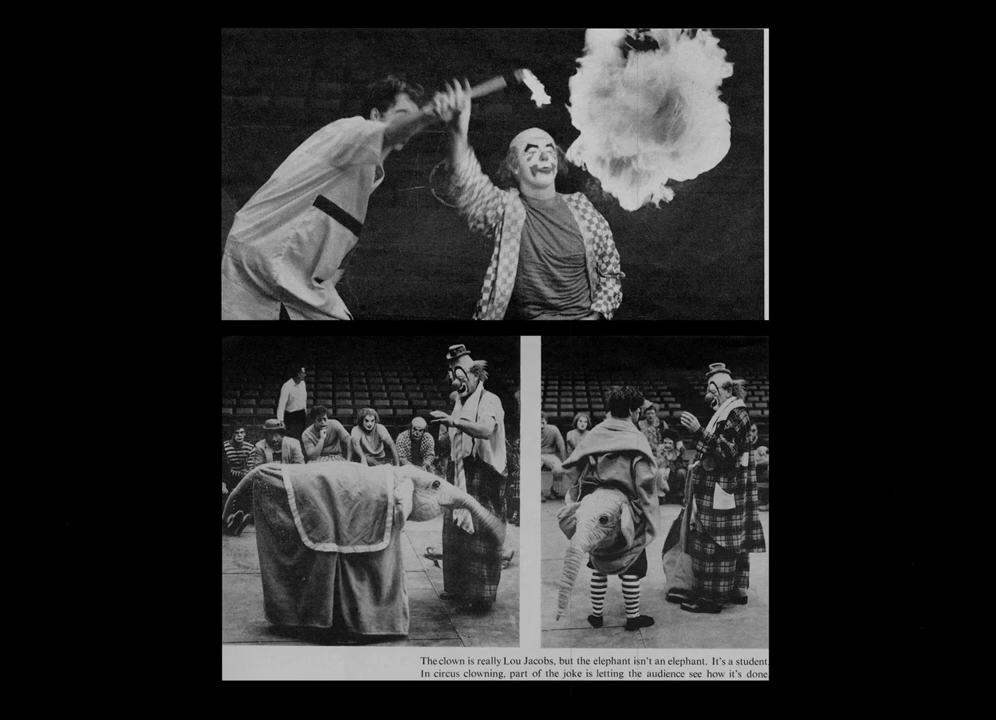 The clown is really Lou Jacobs, but the elephant isn't an elephant. It's a student.
In circus clowning, part of the joke is letting the audience see how it's done